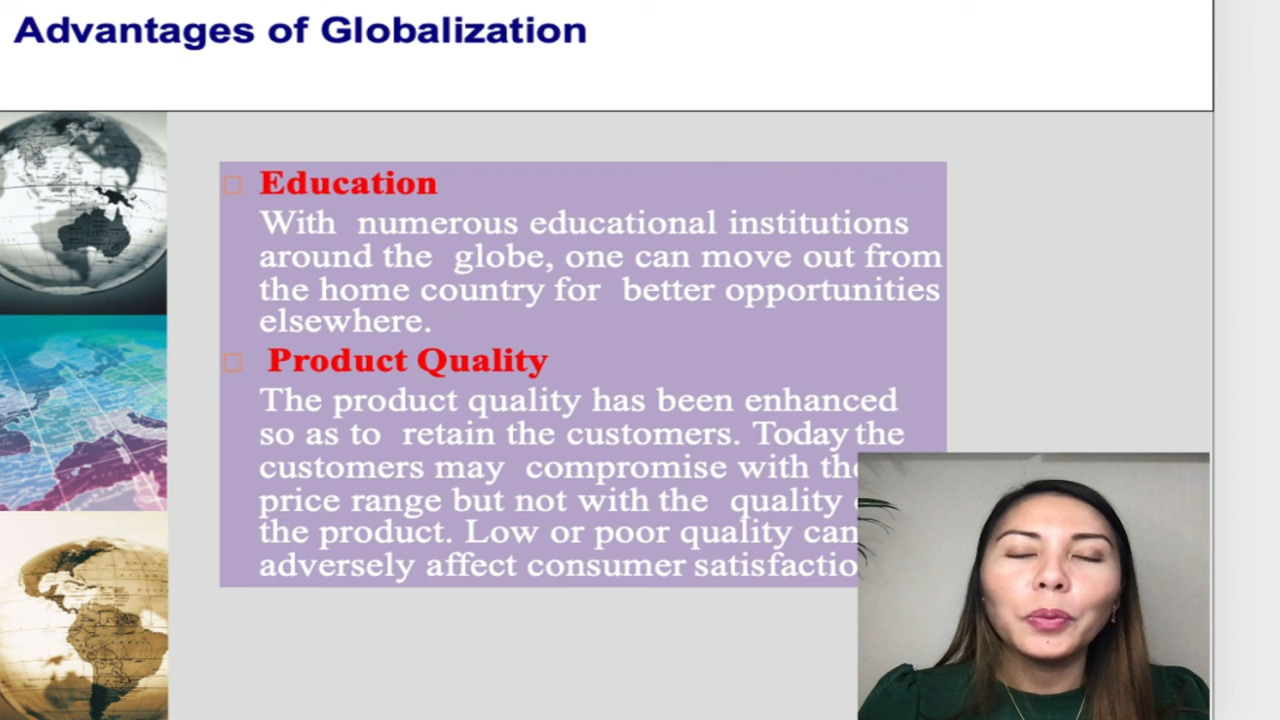 Advantages of Globalization
Education
With numerous educational institutions
around the globe, one can move out from
the home country for better opportunities
elsewhere.
Product Quality
The product quality has been enhanced
so as to retain the customers. Today the
customers may compromise with
price range but not with the quality
the product. Low or poor quality can
adversely affect consumer